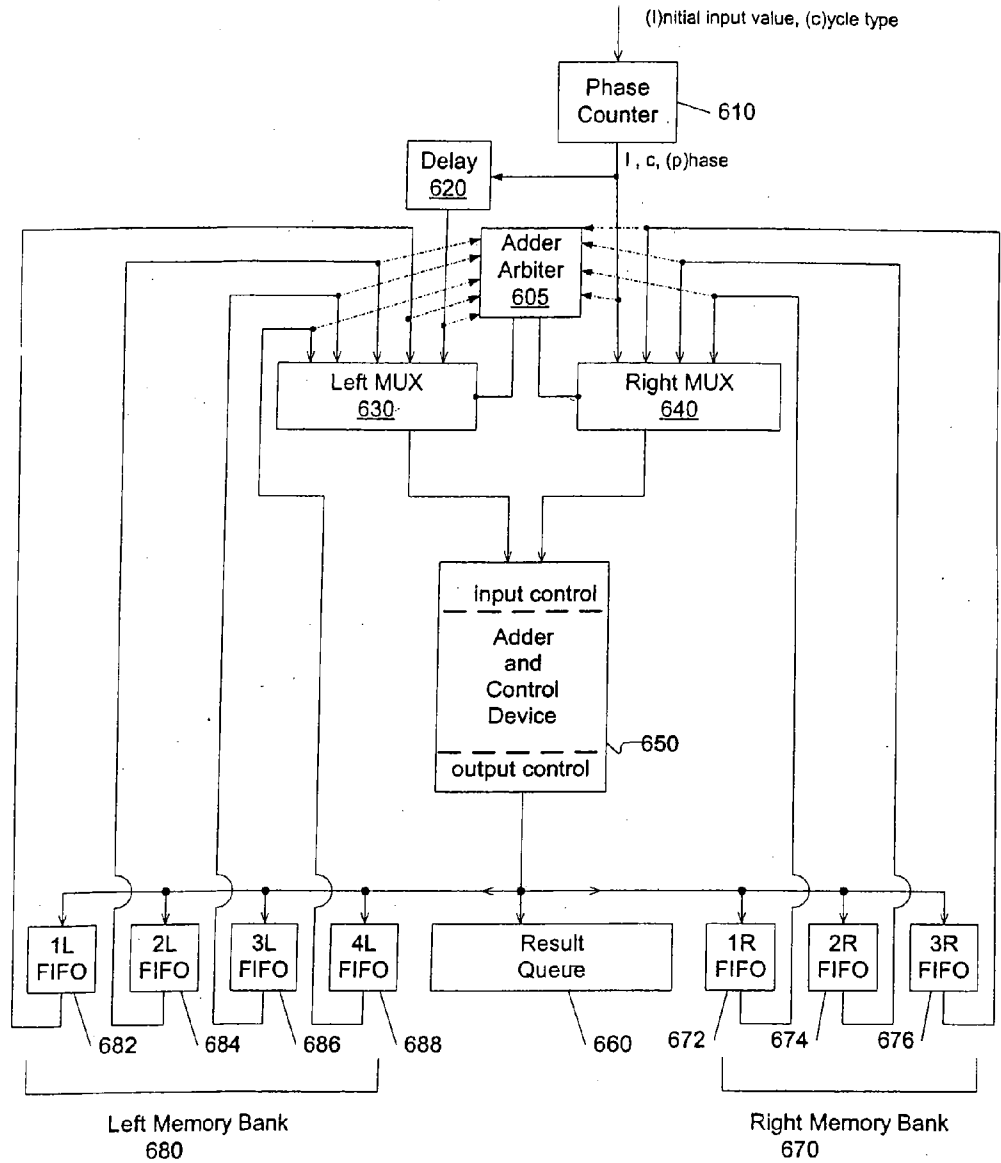 (I)nitial input value, (c)ycle type
Phase
Counter
610
I , c, (p)hase
Delay
620
Adder
Arbiter
605
Left MUX
630
Right MUX
640
input control
Adder
and
Control
Device
650
output control
1L
FIFO
2L
FIFO
3L
FIFO
4L
FIFO
Result
Queue
1R
FIFO
2R
FIFO
3R
FIFO
682
684
686
688
660
672
674
676
Left Memory Bank
680
Right Memory Bank
670